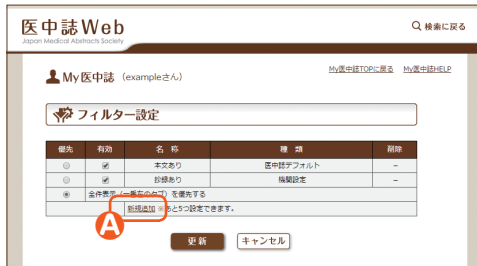 医中誌Web
Japan Medical Abstracts Society
検索に戻る
My医中誌 (exampleさん)
My医中誌TOPに戻る My医中誌HELP
フィルター設定
優先 有効 名 称 種 類 削除
本文あり 医中誌デフォルト －
抄録あり 機関設定 －
全件表示（一番左のタブ）を優先する
新規追加 ※あと5つ設定できます。
A
更新 キャンセル